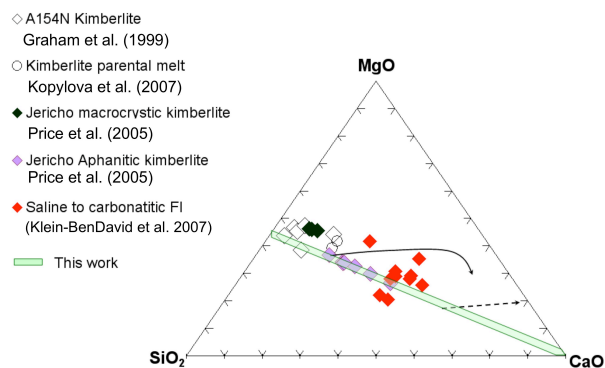 A154N Kimberlite
Graham et al. (1999)
Kimberlite parental melt
Kopylova et al. (2007)
Jericho macrocrystic kimberlite
Price et al. (2005)
Jericho Aphanitic kimberlite
Price et al. (2005)
Saline to carbonatitic FI
(Klein-BenDavid et al. 2007)
This work
MgO
SiO₂
CaO